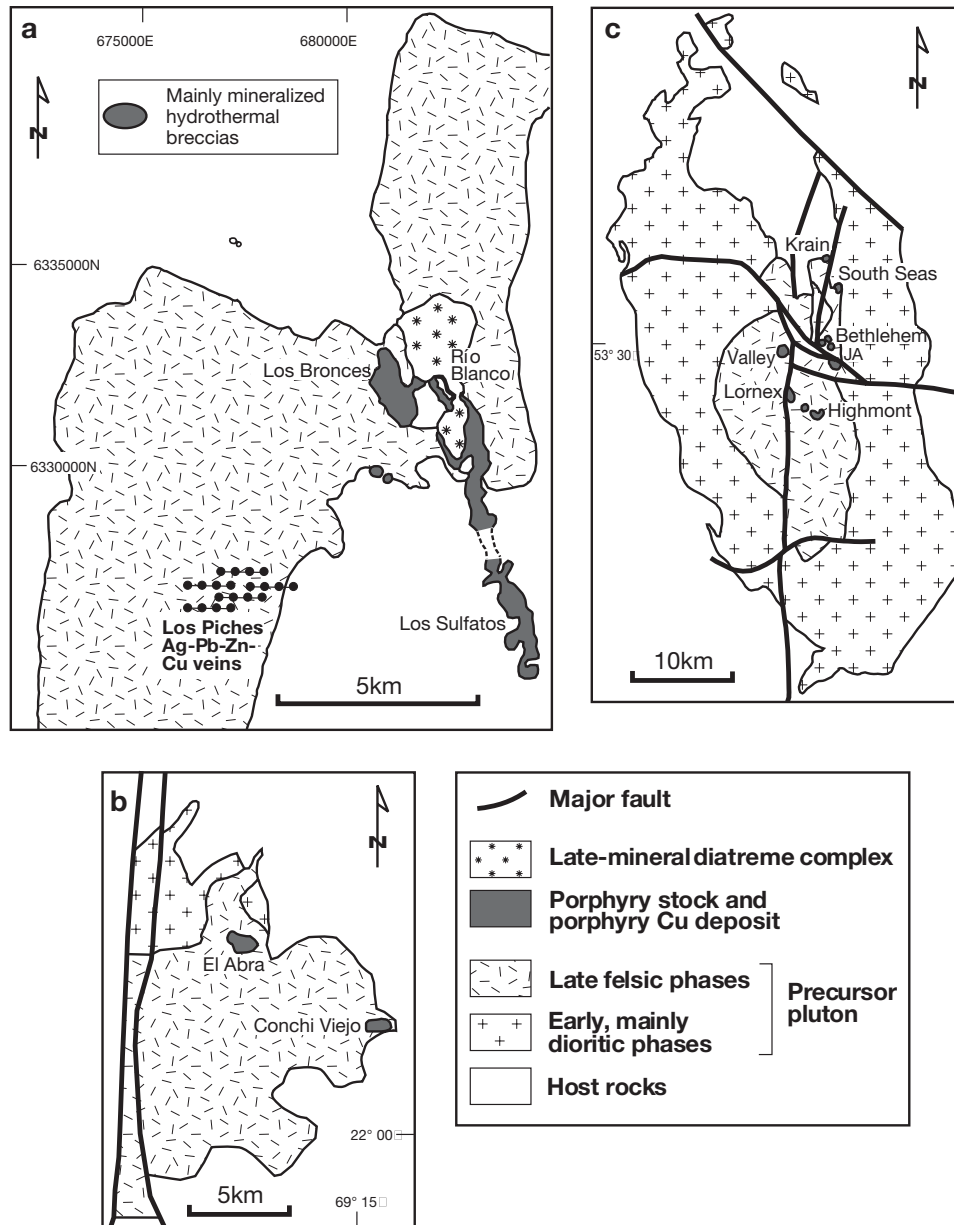 a
675000E
680000E
N
Mainly mineralized
hydrothermal
breccias
6335000N
Los Bronces
Río
Blanco
6330000N
Los Piches
Ag-Pb-Zn-
Cu veins
Los Sulfatos
5km
c
N
Krain
South Seas
53° 30
Valley
Bethlehem
JA
Lornex
Highmont
10km
b
N
El Abra
Conchi Viejo
22° 00
5km
69° 15
Major fault
Late-mineral diatreme complex
Porphyry stock and
porphyry Cu deposit
Late felsic phases
Early, mainly
dioritic phases
Precursor
pluton
Host rocks